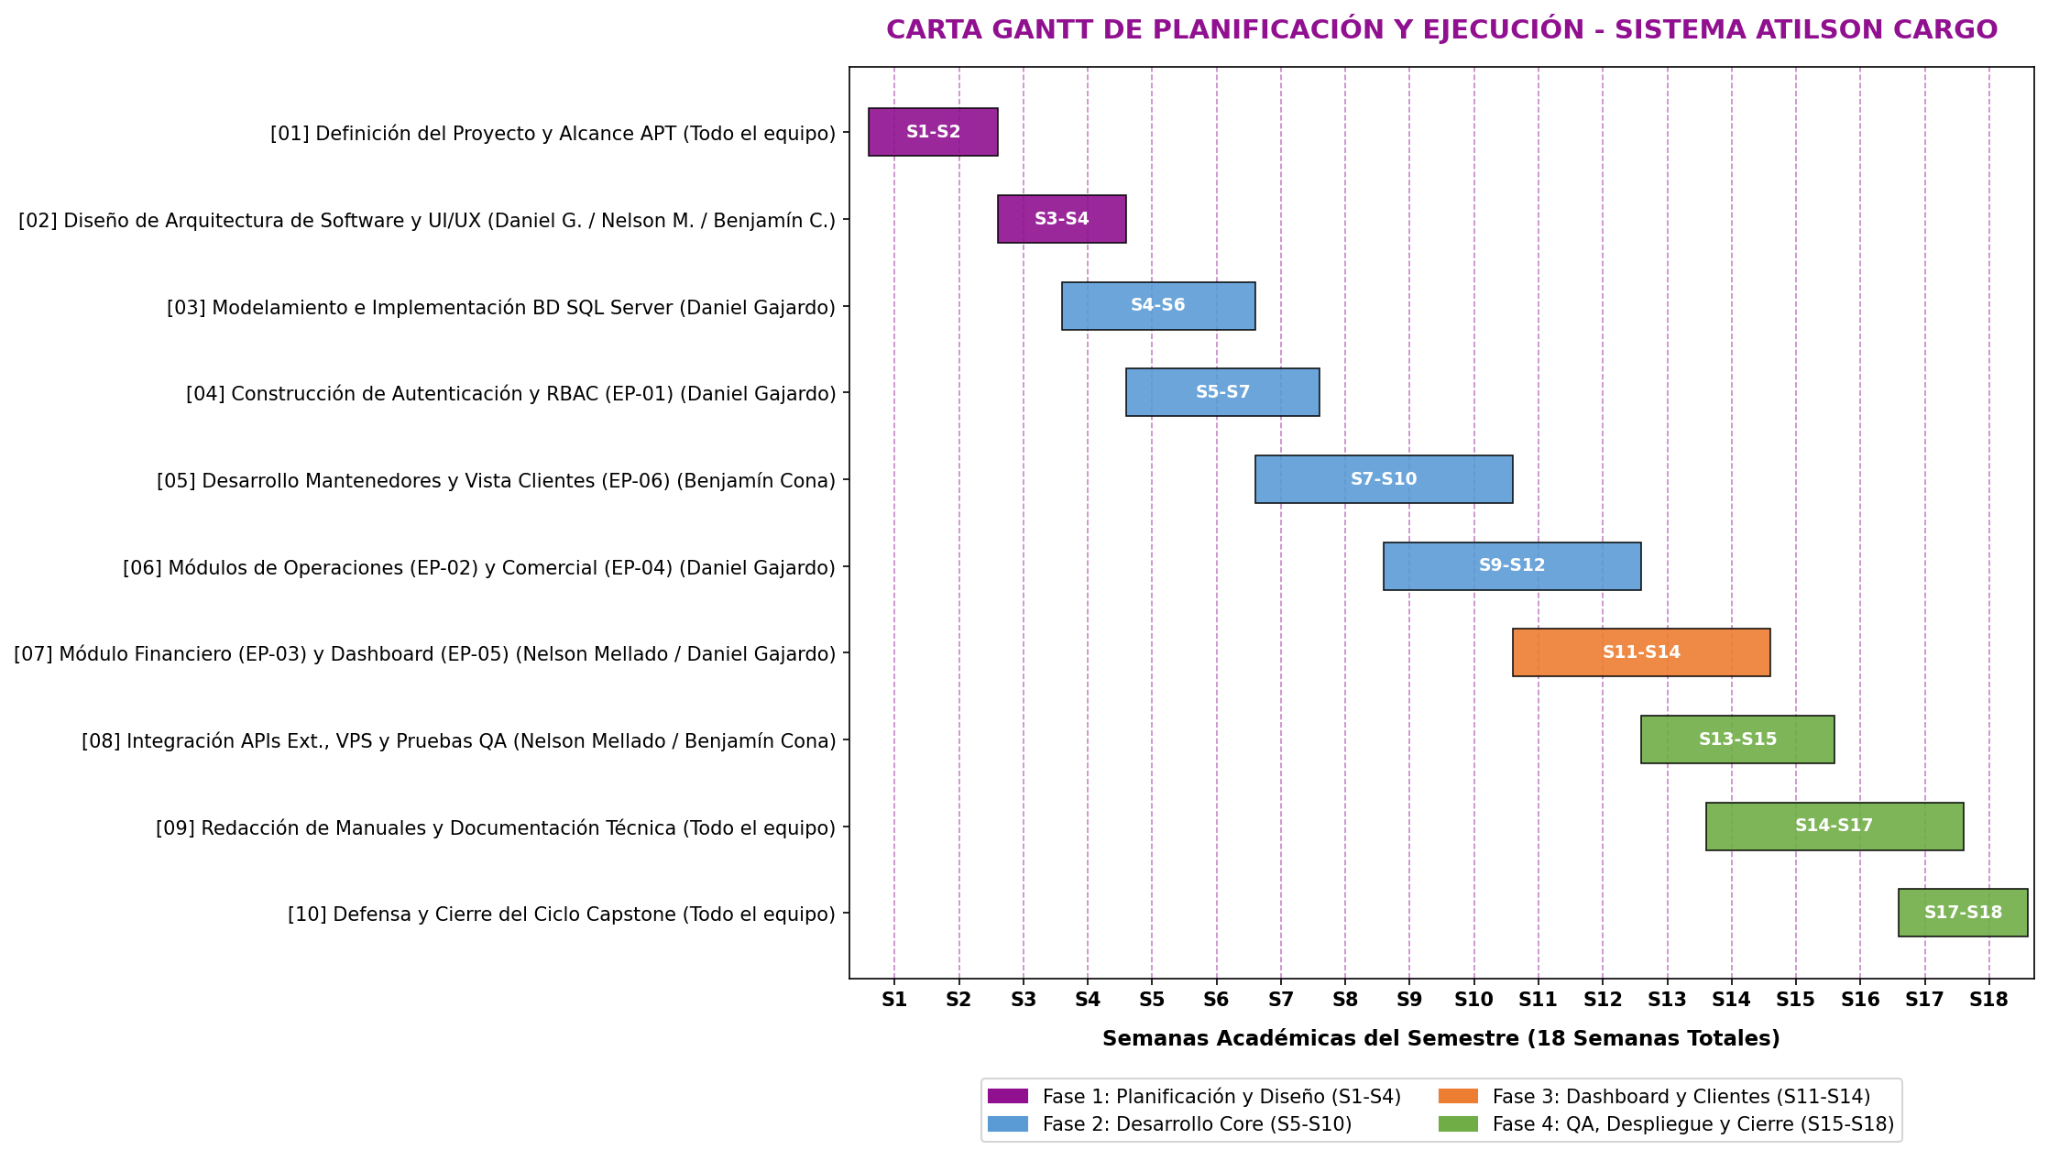 CARTA GANTT DE PLANIFICACIÓN Y EJECUCIÓN - SISTEMA ATILSON CARGO
[01] Definición del Proyecto y Alcance APT (Todo el equipo)
S1-S2
[02] Diseño de Arquitectura de Software y UI/UX (Daniel G. / Nelson M. / Benjamín C.)
S3-S4
[03] Modelamiento e Implementación BD SQL Server (Daniel Gajardo)
S4-S6
[04] Construcción de Autenticación y RBAC (EP-01) (Daniel Gajardo)
S5-S7
[05] Desarrollo Mantenedores y Vista Clientes (EP-06) (Benjamín Cona)
S7-S10
[06] Módulos de Operaciones (EP-02) y Comercial (EP-04) (Daniel Gajardo)
S9-S12
[07] Módulo Financiero (EP-03) y Dashboard (EP-05) (Nelson Mellado / Daniel Gajardo)
S11-S14
[08] Integración APIs Ext., VPS y Pruebas QA (Nelson Mellado / Benjamín Cona)
S13-S15
[09] Redacción de Manuales y Documentación Técnica (Todo el equipo)
S14-S17
[10] Defensa y Cierre del Ciclo Capstone (Todo el equipo)
S17-S18
S1 S2 S3 S4 S5 S6 S7 S8 S9 S10 S11 S12 S13 S14 S15 S16 S17 S18
Semanas Académicas del Semestre (18 Semanas Totales)
Fase 1: Planificación y Diseño (S1-S4)
Fase 2: Desarrollo Core (S5-S10)
Fase 3: Dashboard y Clientes (S11-S14)
Fase 4: QA, Despliegue y Cierre (S15-S18)